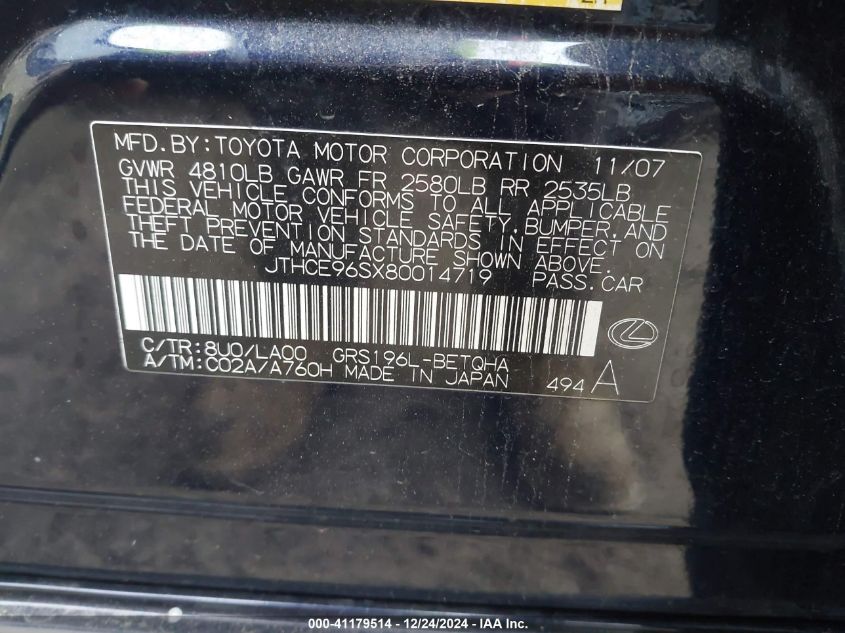 MFD.BY:TOYOTA MOTOR CORPORATION 11/07
GVWR 4810LB GAWR FR 2580LB RR 2535LB
THIS VEHICLE CONFORMS TO ALL APPLICABLE
FEDERAL MOTOR VEHICLE SAFETY,BUMPER,AND
THEFT PREVENTION STANDARDS IN EFFECT ON
THE DATE OF MANUFACTURE SHOWN ABOVE.
JTHCE96SX80014719 PASS.CAR
C/TR:8U0/LA00 GRS196L-BETQHA
A/TM:C02A/A760H MADE IN JAPAN 494 A
000-41179514 - 12/24/2024 - IAAI.com